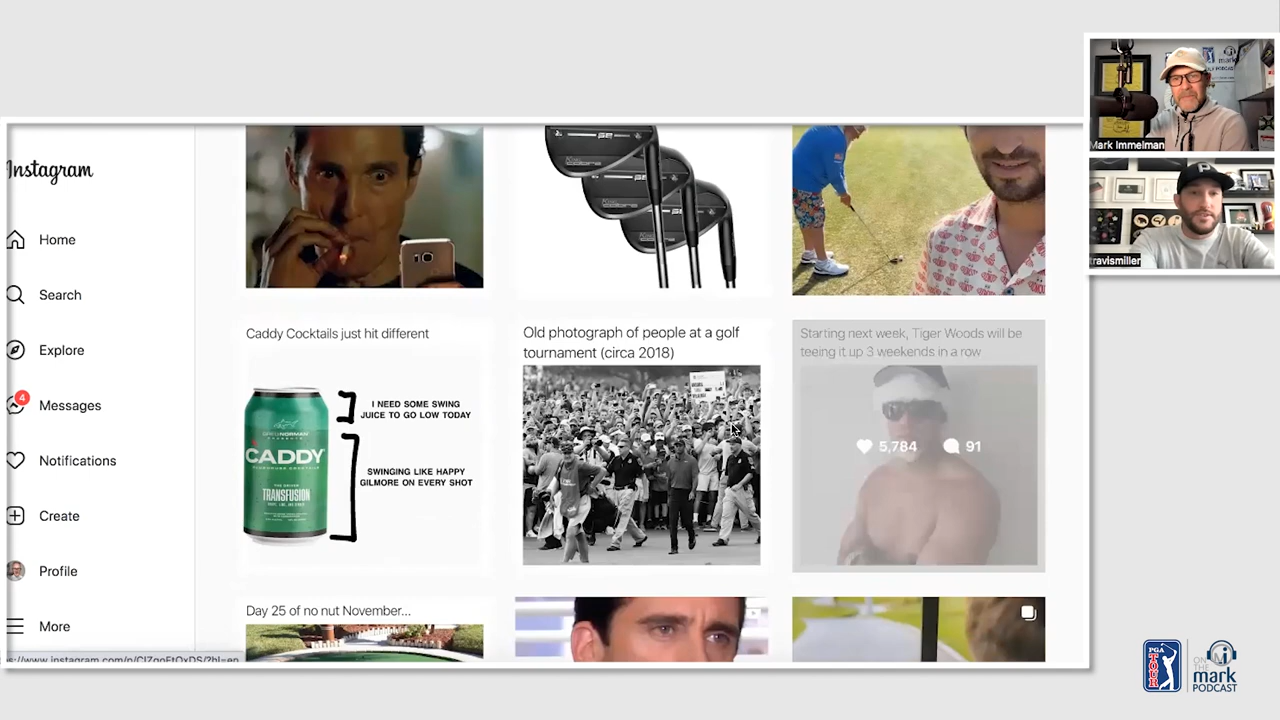 Instagram
Home
Search
Explore
4
Messages
Notifications
Create
Profile
More
Caddy Cocktails just hit different
GREG NORMAN
CADDY
TRANSFUSION
I NEED SOME SWING
JUICE TO GO LOW TODAY
SWINGING LIKE HAPPY
GILMORE ON EVERY SHOT
Old photograph of people at a golf
tournament (circa 2018)
Starting next week, Tiger Woods will be
teeing it up 3 weekends in a row
5,784
91
Day 25 of no nut November...
Mark Immelman
travismiller
PGA
TOUR
ON
THE
mark
PODCAST